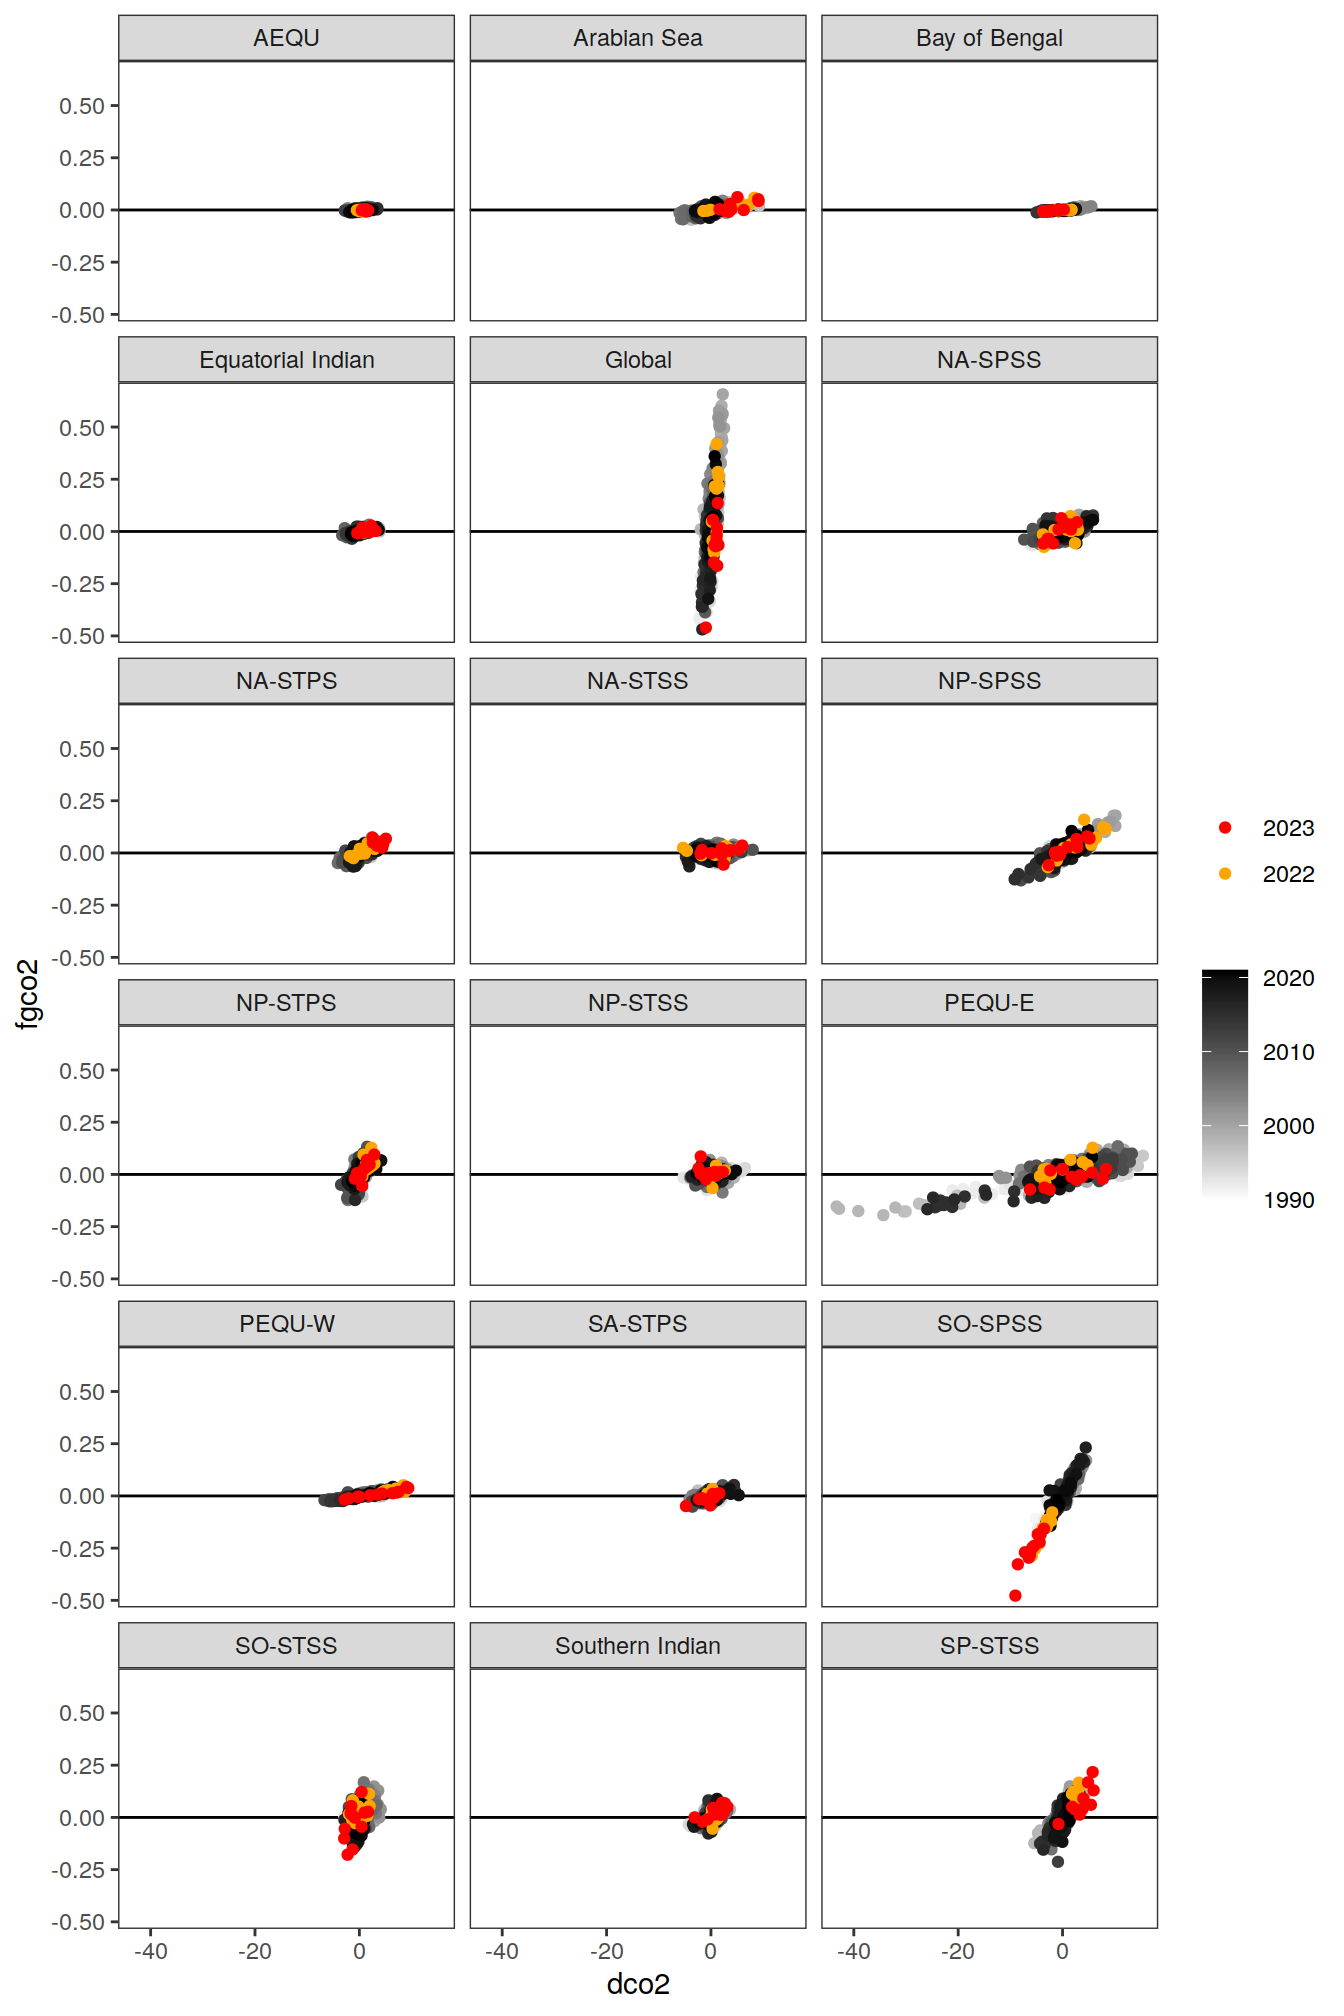 AEQU
Arabian Sea
Bay of Bengal
0.50
0.25
0.00
-0.25
-0.50
Equatorial Indian
Global
NA-SPSS
0.50
0.25
0.00
-0.25
-0.50
NA-STPS
NA-STSS
NP-SPSS
0.50
0.25
0.00
-0.25
-0.50
NP-STPS
NP-STSS
PEQU-E
0.50
0.25
0.00
-0.25
-0.50
PEQU-W
SA-STPS
SO-SPSS
0.50
0.25
0.00
-0.25
-0.50
SO-STSS
Southern Indian
SP-STSS
0.50
0.25
0.00
-0.25
-0.50
-40
-20
0
-40
-20
0
-40
-20
0
dco2
fgco2
2023
2022
2020
2010
2000
1990